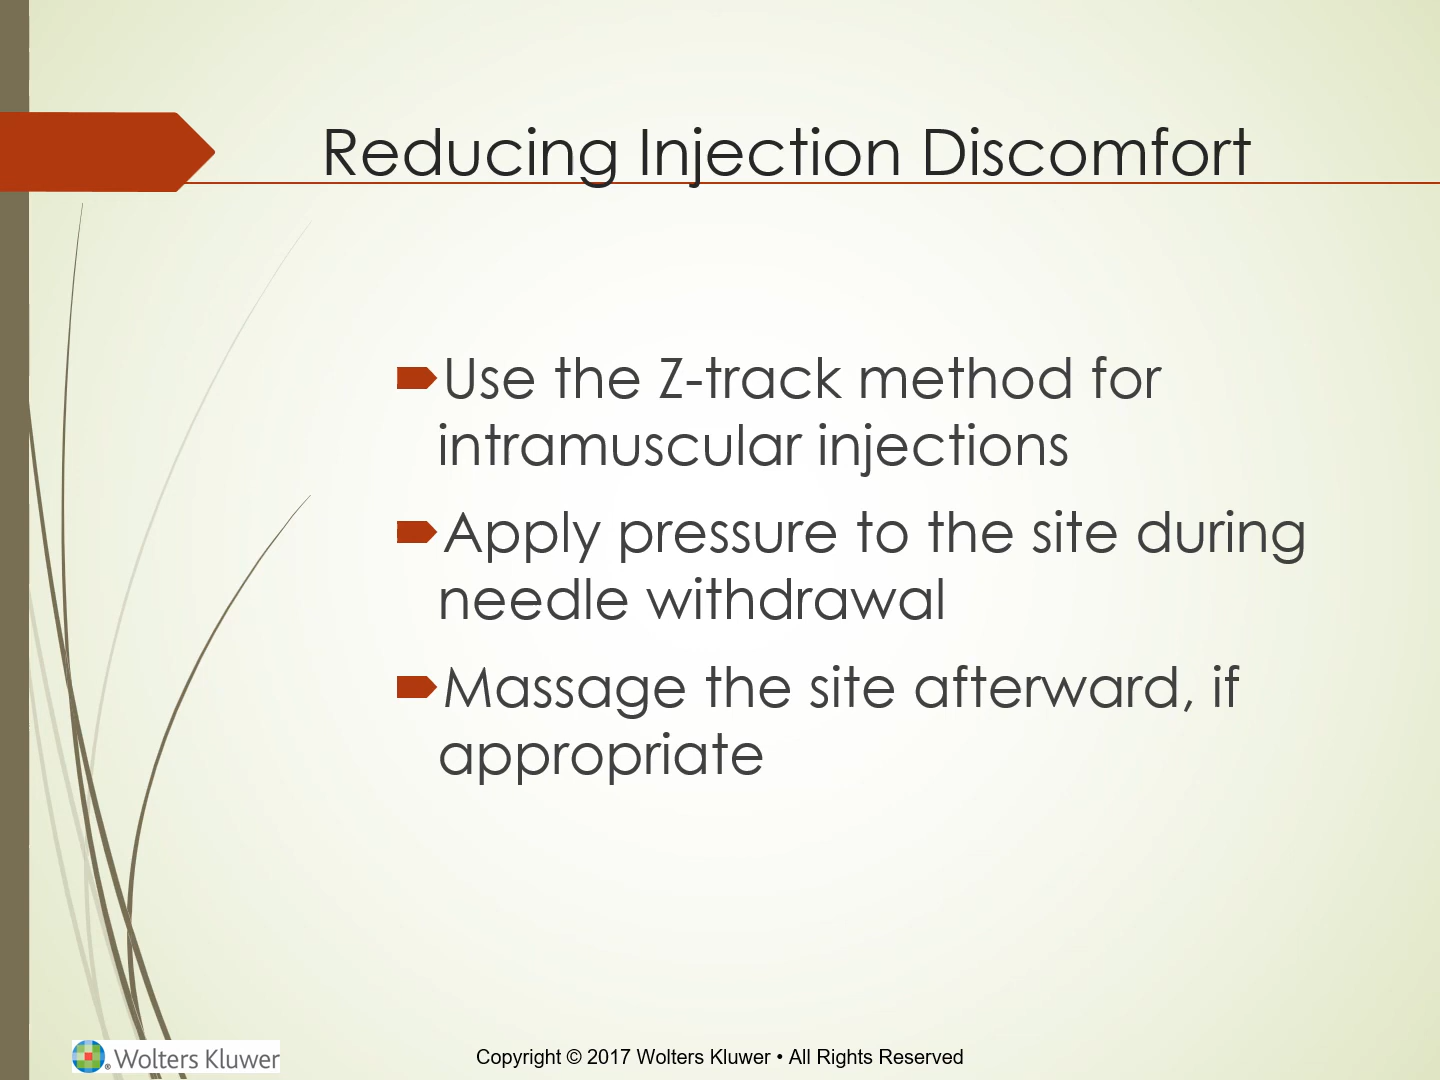 Reducing Injection Discomfort
Use the Z-track method for
intramuscular injections
Apply pressure to the site during
needle withdrawal
Massage the site afterward, if
appropriate
® Wolters Kluwer
Copyright © 2017 Wolters Kluwer • All Rights Reserved